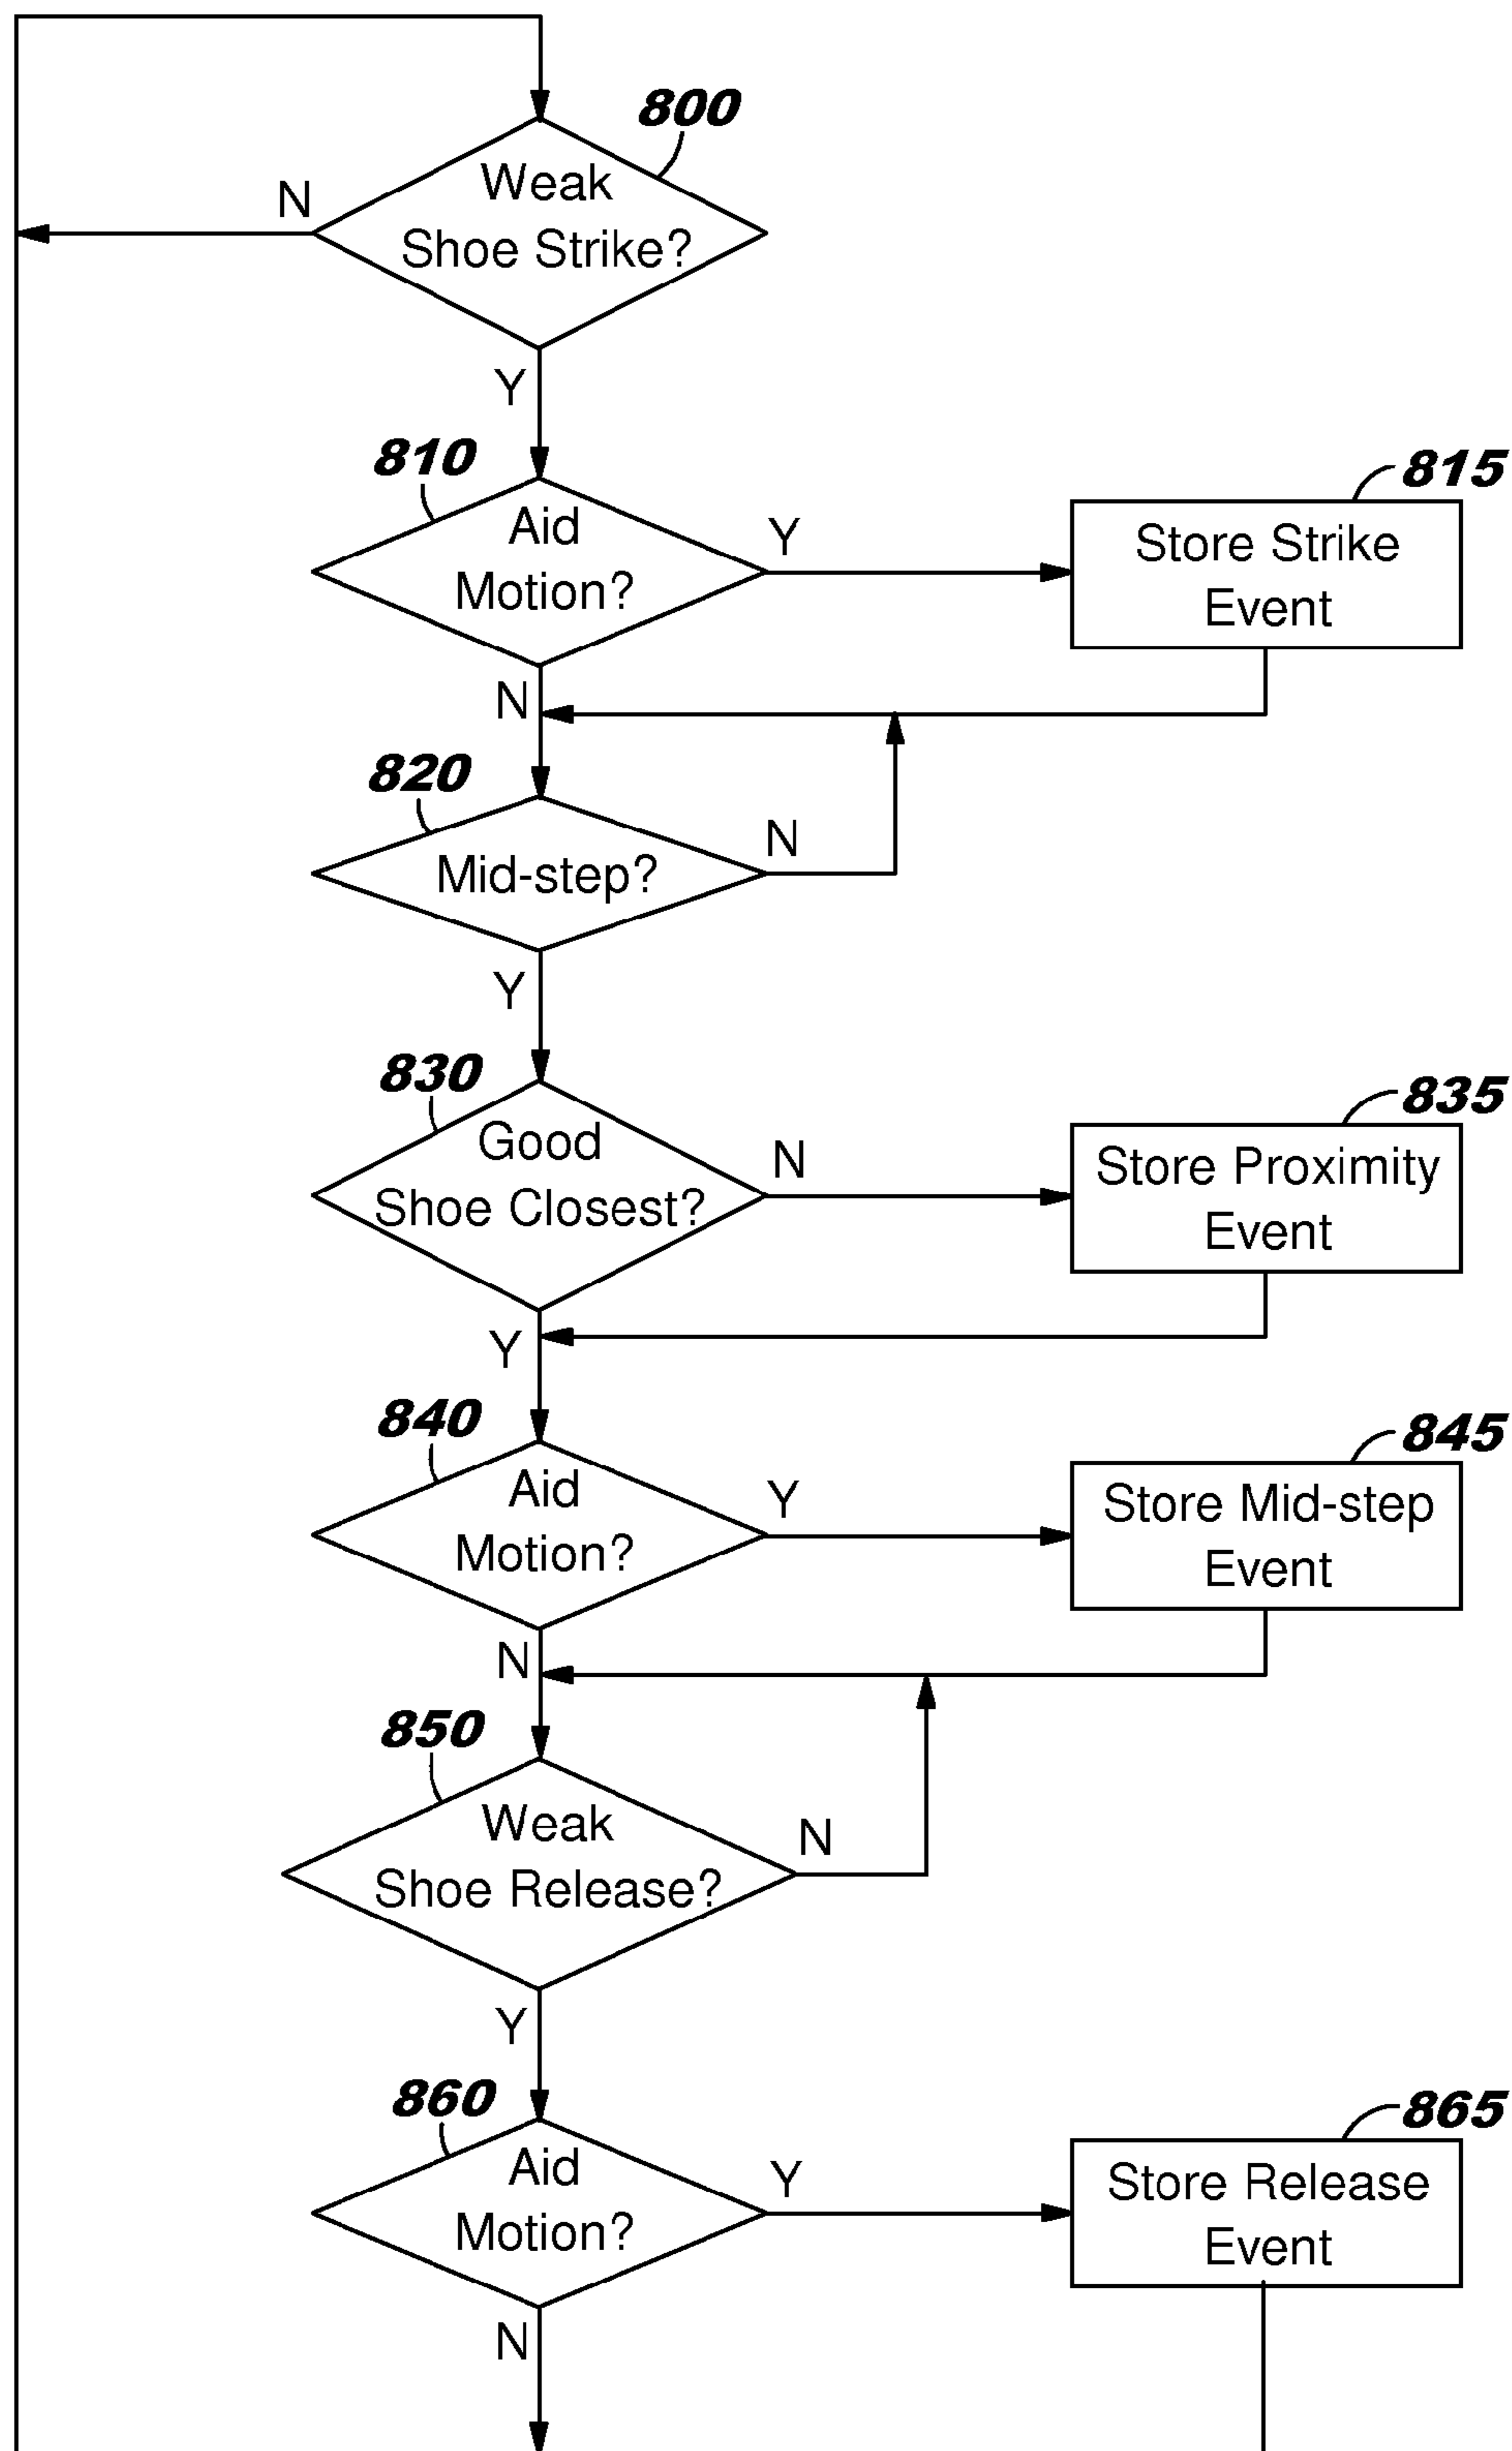 800
Weak
Shoe Strike?
N
Y
810
Aid
Motion?
Y
815
Store Strike
Event
N
820
Mid-step?
N
Y
830
Good
Shoe Closest?
N
835
Store Proximity
Event
Y
840
Aid
Motion?
Y
845
Store Mid-step
Event
N
850
Weak
Shoe Release?
N
Y
860
Aid
Motion?
Y
865
Store Release
Event
N